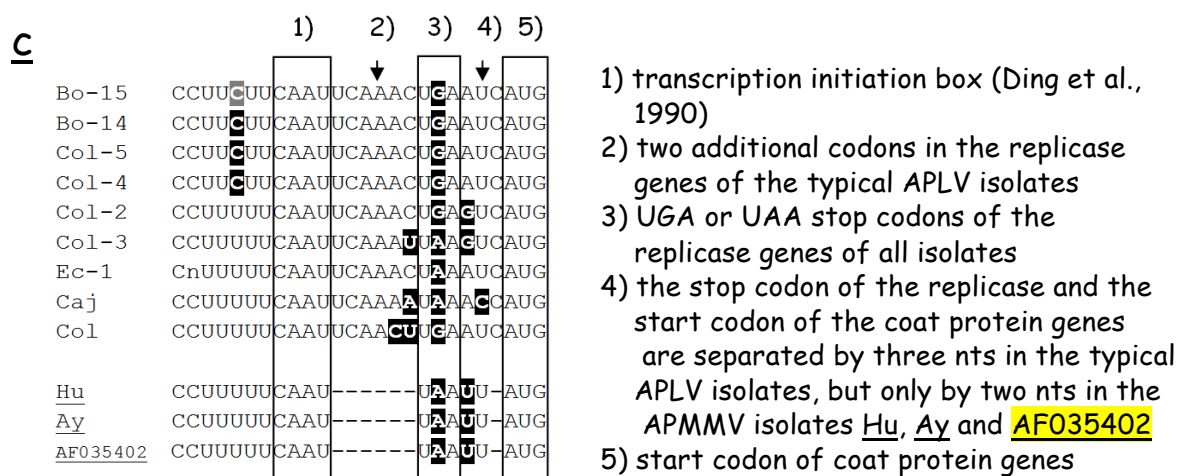 C
1) 2) 3) 4) 5)
Bo-15 CCUUCUUCAAUUCAAACUGAAUCAUG
Bo-14 CCUUCUUCAAUUCAAACUGAAUCAUG
Col-5 CCUUCUUCAAUUCAAACUGAAUCAUG
Col-4 CCUUCUUCAAUUCAAACUGAAUCAUG
Col-2 CCUUUUUCAAUUCAAACUGAGUCAUG
Col-3 CCUUUUUCAAUUCAAAUUAAGUCAUG
Ec-1 CnUUUUUCAAUUCAAACUAAAUCAUG
Caj CCUUUUUCAAUUCAAAAUAAACCAUG
Col CCUUUUUCAAUUCAACUUGAAUCAUG
Hu CCUUUUUCAAU------UAAUU-AUG
Ay CCUUUUUCAAU------UAAUU-AUG
AF035402 CCUUUUUCAAU------UAAUU-AUG
1) transcription initiation box (Ding et al.,
1990)
2) two additional codons in the replicase
genes of the typical APLV isolates
3) UGA or UAA stop codons of the
replicase genes of all isolates
4) the stop codon of the replicase and the
start codon of the coat protein genes
are separated by three nts in the typical
APLV isolates, but only by two nts in the
APMMV isolates Hu, Ay and AF035402
5) start codon of coat protein genes